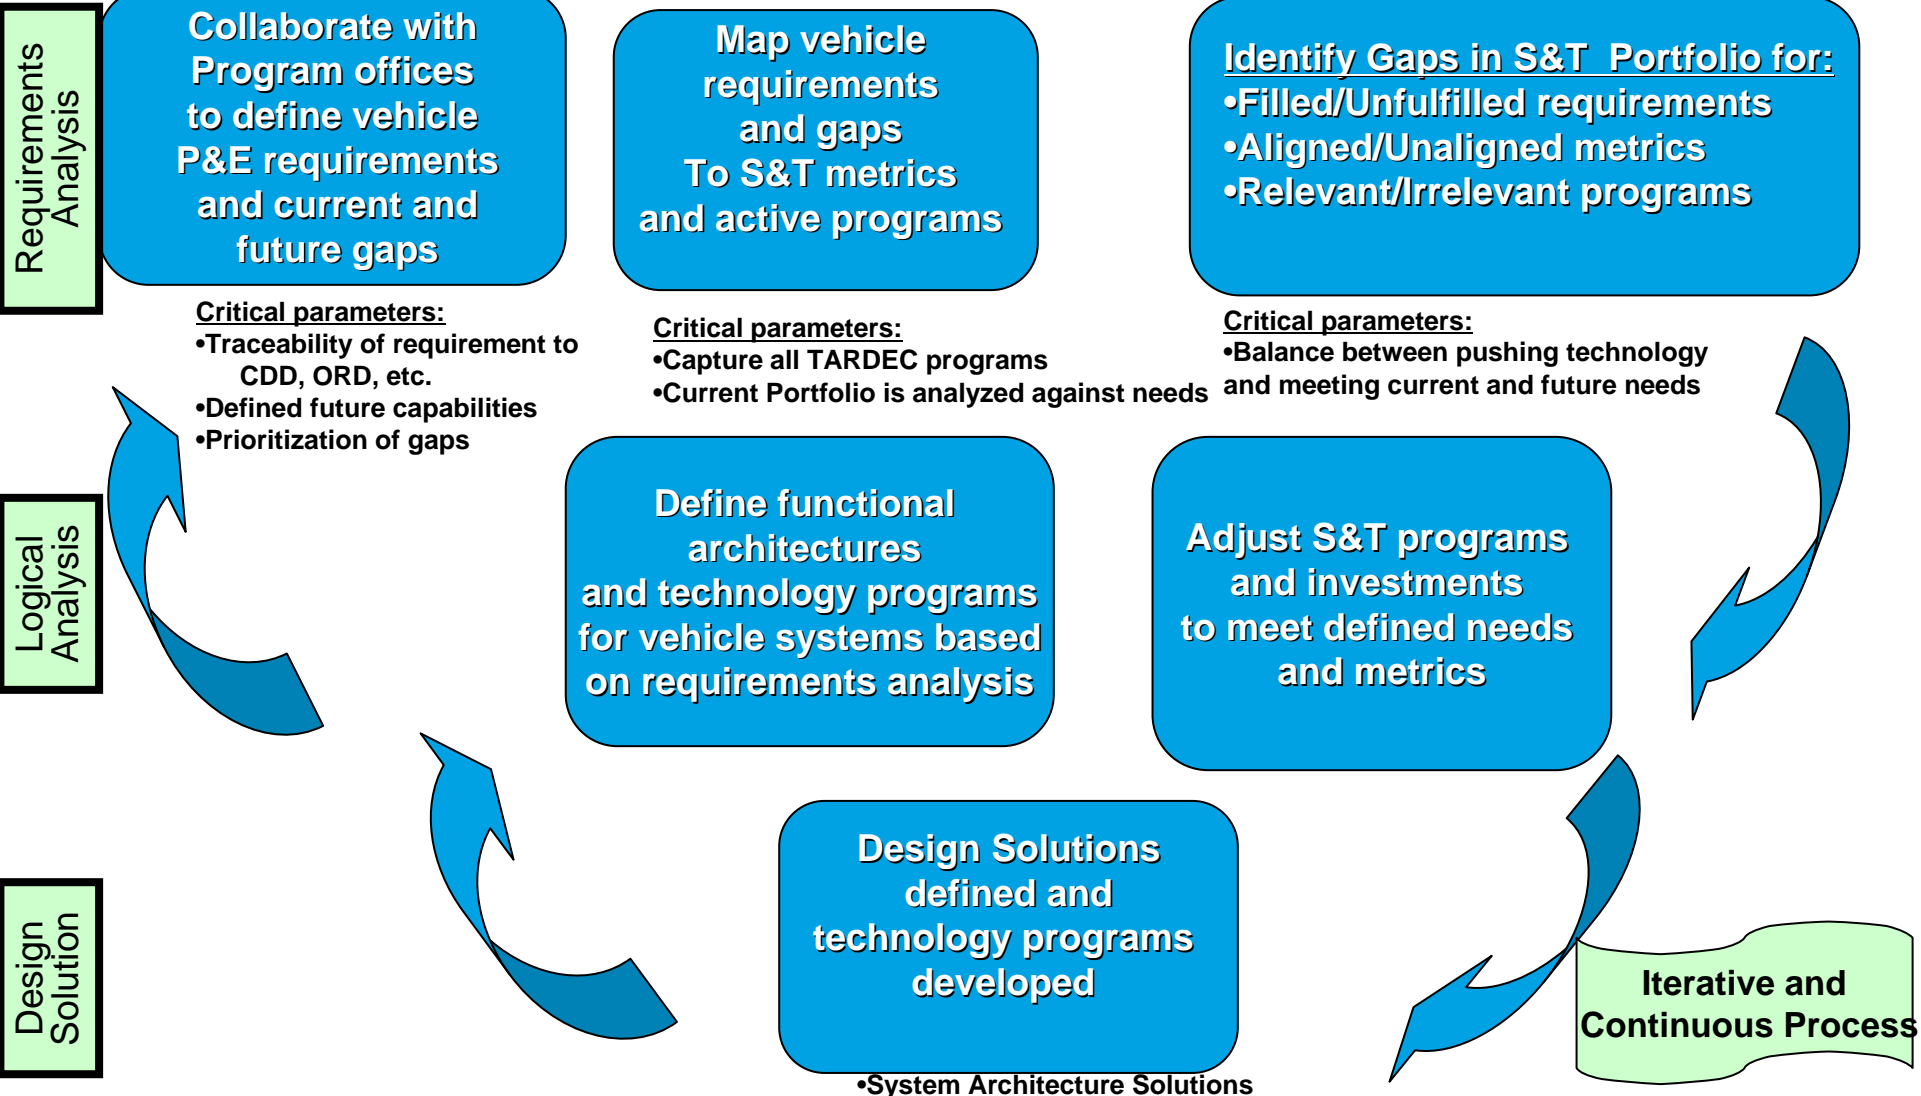 Requirements
Analysis
Collaborate with
Program offices
to define vehicle
P&E requirements
and current and
future gaps
Map vehicle
requirements
and gaps
To S&T metrics
and active programs
Identify Gaps in S&T Portfolio for:
•Filled/Unfulfilled requirements
•Aligned/Unaligned metrics
•Relevant/Irrelevant programs
Critical parameters:
•Traceability of requirement to
CDD, ORD, etc.
•Defined future capabilities
•Prioritization of gaps
Critical parameters:
•Capture all TARDEC programs
•Current Portfolio is analyzed against needs
Critical parameters:
•Balance between pushing technology
and meeting current and future needs
Logical
Analysis
Define functional
architectures
and technology programs
for vehicle systems based
on requirements analysis
Adjust S&T programs
and investments
to meet defined needs
and metrics
Design
Solution
Design Solutions
defined and
technology programs
developed
•System Architecture Solutions
Iterative and
Continuous Process